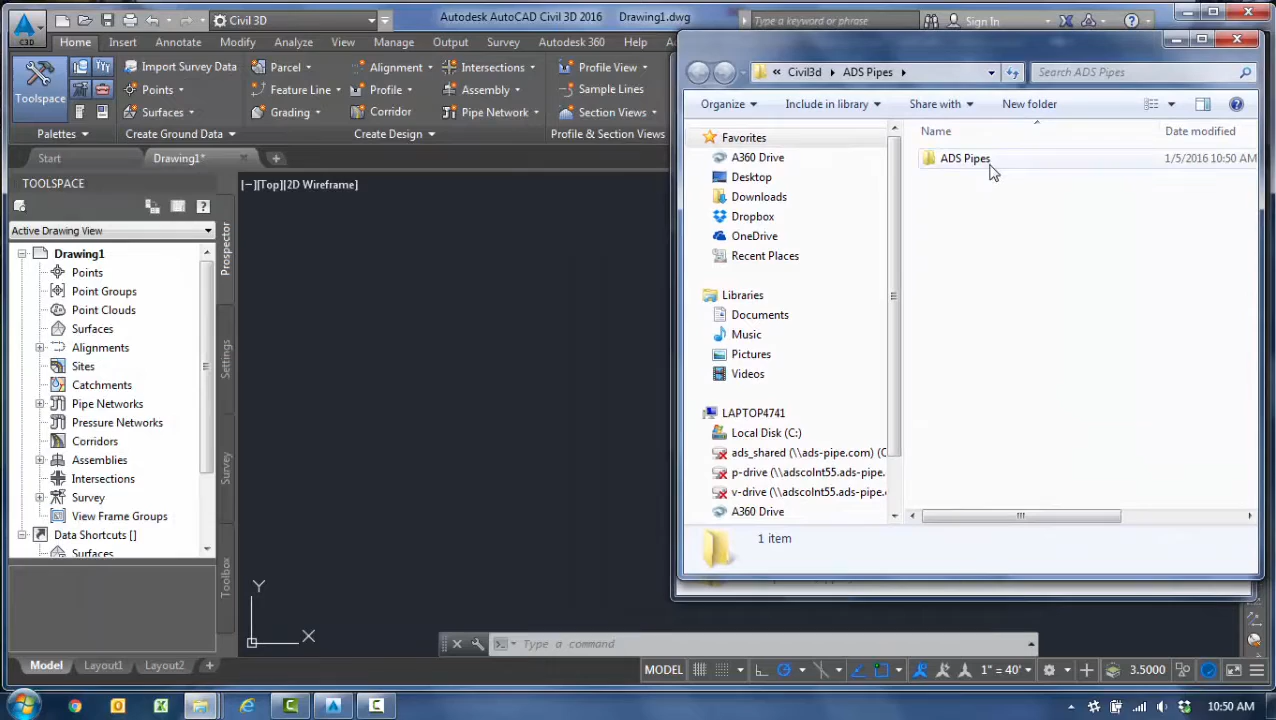 Civil 3D
Autodesk AutoCAD Civil 3D 2016 Drawing1.dwg
Type a keyword or phrase
Sign In
C3D
Home Insert Annotate Modify Analyze View Manage Output Survey Autodesk 360 Help
Toolspace
Import Survey Data
Points
Surfaces
Parcel
Feature Line
Grading
Alignment
Profile
Corridor
Intersections
Assembly
Pipe Network
Profile View
Sample Lines
Section Views
Palettes
Create Ground Data
Create Design
Profile & Section Views
Start
Drawing1*
TOOLSPACE
Active Drawing View
Drawing1
Points
Point Groups
Point Clouds
Surfaces
Alignments
Sites
Catchments
Pipe Networks
Pressure Networks
Corridors
Assemblies
Intersections
Survey
View Frame Groups
Data Shortcuts []
Surfaces
Prospector
Settings
Survey
Toolbox
[−][Top][2D Wireframe]
Y
X
Type a command
Model Layout1 Layout2
MODEL
1" = 40'
3.5000
« Civil3d ADS Pipes
Search ADS Pipes
Organize
Include in library
Share with
New folder
Name
Date modified
ADS Pipes
1/5/2016 10:50 AM
Favorites
A360 Drive
Desktop
Downloads
Dropbox
OneDrive
Recent Places
Libraries
Documents
Music
Pictures
Videos
LAPTOP4741
Local Disk (C:)
ads_shared (\\ads-pipe.com) (
p-drive (\\adscolnt55.ads-pipe.
v-drive (\\adscolnt55.ads-pipe.
A360 Drive
1 item
10:50 AM